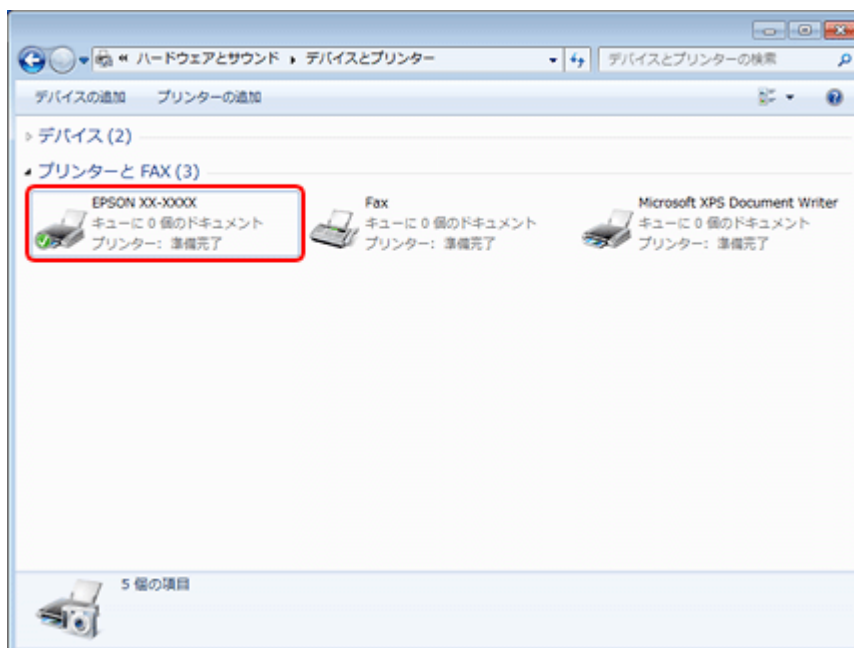 « ハードウェアとサウンド ▸ デバイスとプリンター
デバイスとプリンターの検索
デバイスの追加 プリンターの追加
デバイス (2)
プリンターと FAX (3)
EPSON XX-XXXX
キューに 0 個のドキュメント
プリンター: 準備完了
Fax
キューに 0 個のドキュメント
プリンター: 準備完了
Microsoft XPS Document Writer
キューに 0 個のドキュメント
プリンター: 準備完了
5 個の項目